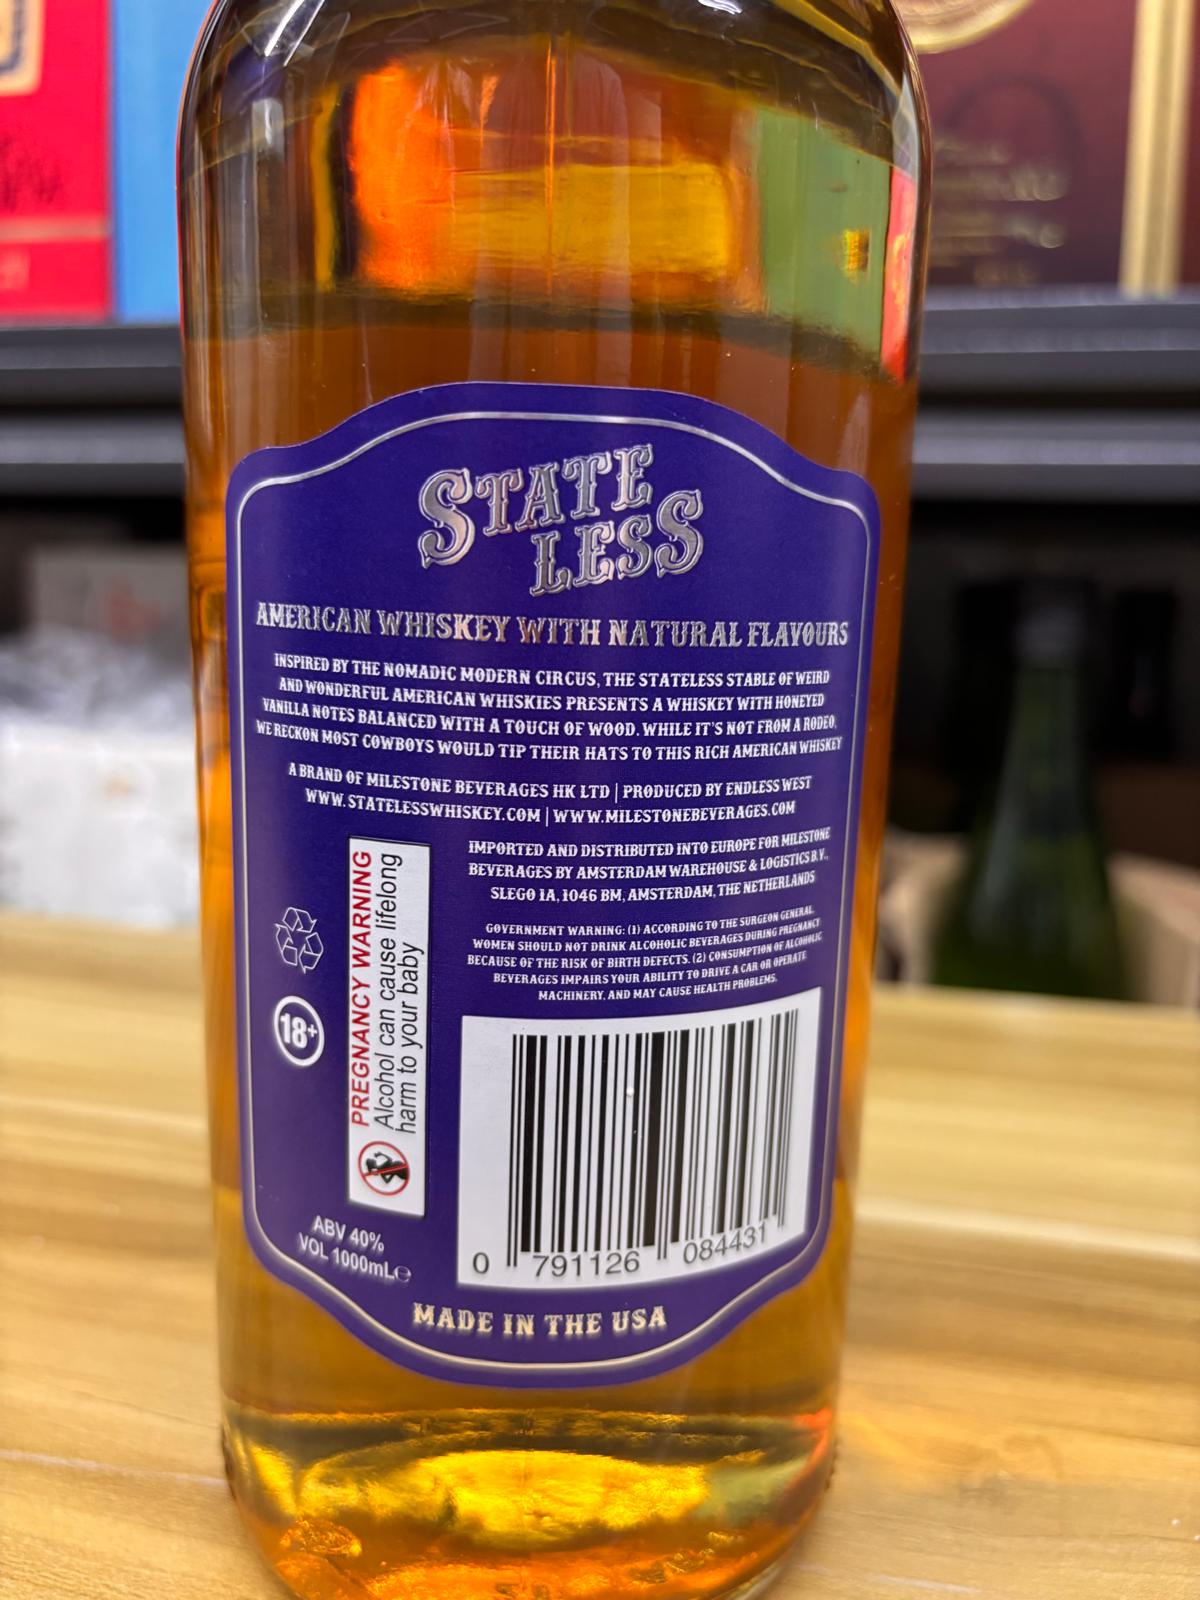 STATE
LESS
AMERICAN WHISKEY WITH NATURAL FLAVOURS
INSPIRED BY THE NOMADIC MODERN CIRCUS, THE STATELESS STABLE OF WEIRD
AND WONDERFUL AMERICAN WHISKIES PRESENTS A WHISKEY WITH HONEYED
VANILLA NOTES BALANCED WITH A TOUCH OF WOOD. WHILE IT'S NOT FROM A RODEO,
WE RECKON MOST COWBOYS WOULD TIP THEIR HATS TO THIS RICH AMERICAN WHISKEY
A BRAND OF MILESTONE BEVERAGES HK LTD | PRODUCED BY ENDLESS WEST
WWW.STATELESSWHISKEY.COM | WWW.MILESTONEBEVERAGES.COM
IMPORTED AND DISTRIBUTED INTO EUROPE FOR MILESTONE
BEVERAGES BY AMSTERDAM WAREHOUSE & LOGISTICS B.V.,
SLEGO 1A, 1046 BM, AMSTERDAM, THE NETHERLANDS
GOVERNMENT WARNING: (1) ACCORDING TO THE SURGEON GENERAL,
WOMEN SHOULD NOT DRINK ALCOHOLIC BEVERAGES DURING PREGNANCY
BECAUSE OF THE RISK OF BIRTH DEFECTS. (2) CONSUMPTION OF ALCOHOLIC
BEVERAGES IMPAIRS YOUR ABILITY TO DRIVE A CAR OR OPERATE
MACHINERY, AND MAY CAUSE HEALTH PROBLEMS.
PREGNANCY WARNING
Alcohol can cause lifelong
harm to your baby
18+
0 791126 084431
ABV 40%
VOL 1000mL℮
MADE IN THE USA